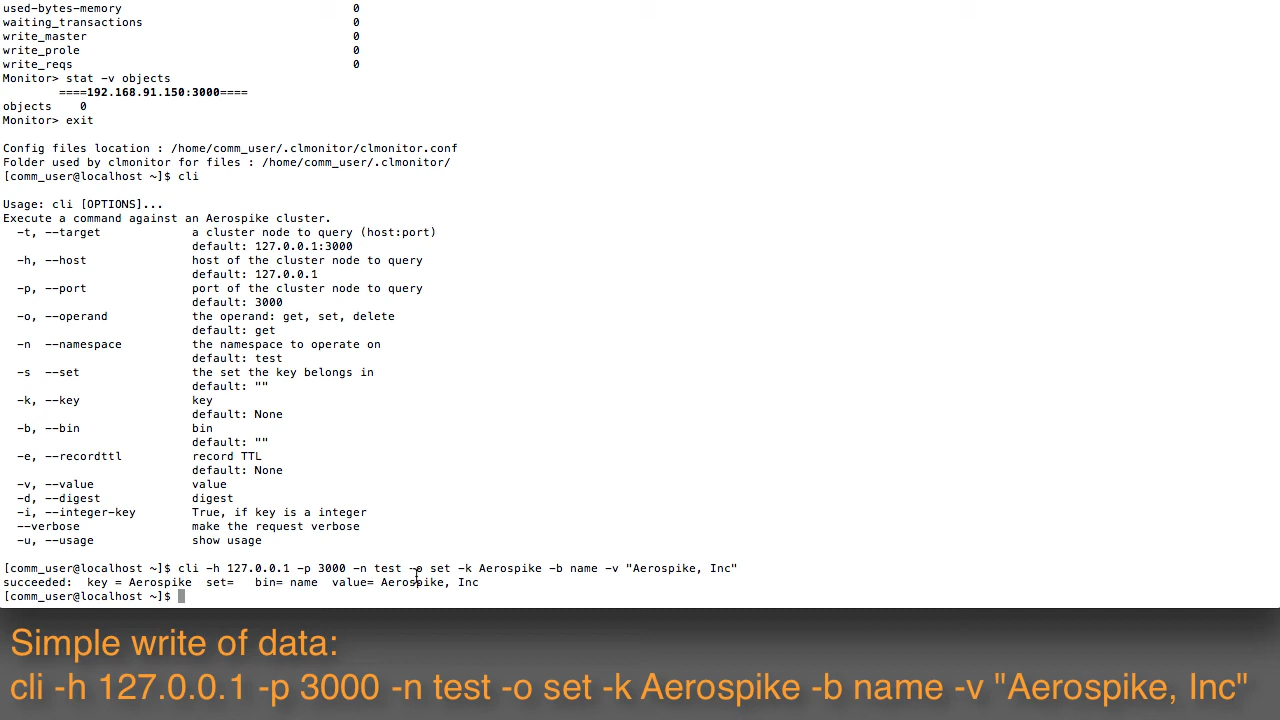 used-bytes-memory 0
waiting_transactions 0
write_master 0
write_prole 0
write_reqs 0
Monitor> stat -v objects
====192.168.91.150:3000====
objects 0
Monitor> exit
Config files location : /home/comm_user/.clmonitor/clmonitor.conf
Folder used by clmonitor for files : /home/comm_user/.clmonitor/
[comm_user@localhost ~]$ cli
Usage: cli [OPTIONS]...
Execute a command against an Aerospike cluster.
-t, --target a cluster node to query (host:port)
default: 127.0.0.1:3000
-h, --host host of the cluster node to query
default: 127.0.0.1
-p, --port port of the cluster node to query
default: 3000
-o, --operand the operand: get, set, delete
default: get
-n --namespace the namespace to operate on
default: test
-s --set the set the key belongs in
default: ""
-k, --key key
default: None
-b, --bin bin
default: ""
-e, --recordttl record TTL
default: None
-v, --value value
-d, --digest digest
-i, --integer-key True, if key is a integer
--verbose make the request verbose
-u, --usage show usage
[comm_user@localhost ~]$ cli -h 127.0.0.1 -p 3000 -n test -o set -k Aerospike -b name -v "Aerospike, Inc"
succeeded: key = Aerospike set= bin= name value= Aerospike, Inc
[comm_user@localhost ~]$
Simple write of data:
cli -h 127.0.0.1 -p 3000 -n test -o set -k Aerospike -b name -v "Aerospike, Inc"